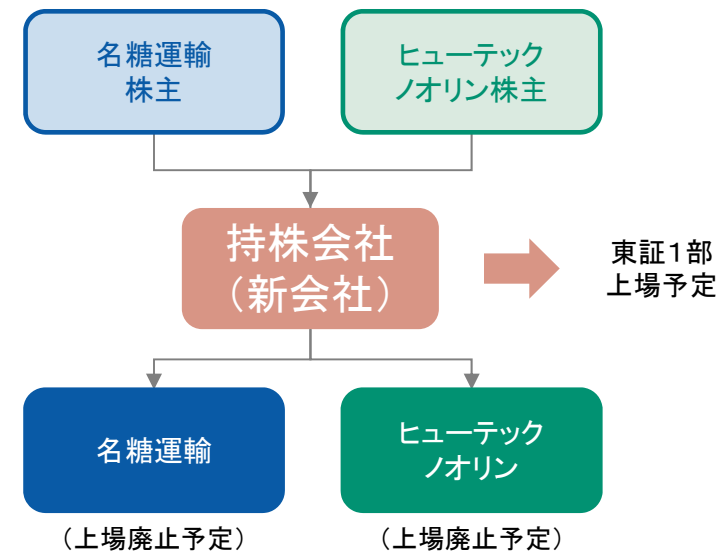 名糖運輸
株主
ヒューテック
ノオリン株主
持株会社
（新会社）
東証１部
上場予定
名糖運輸
ヒューテック
ノオリン
（上場廃止予定）
（上場廃止予定）